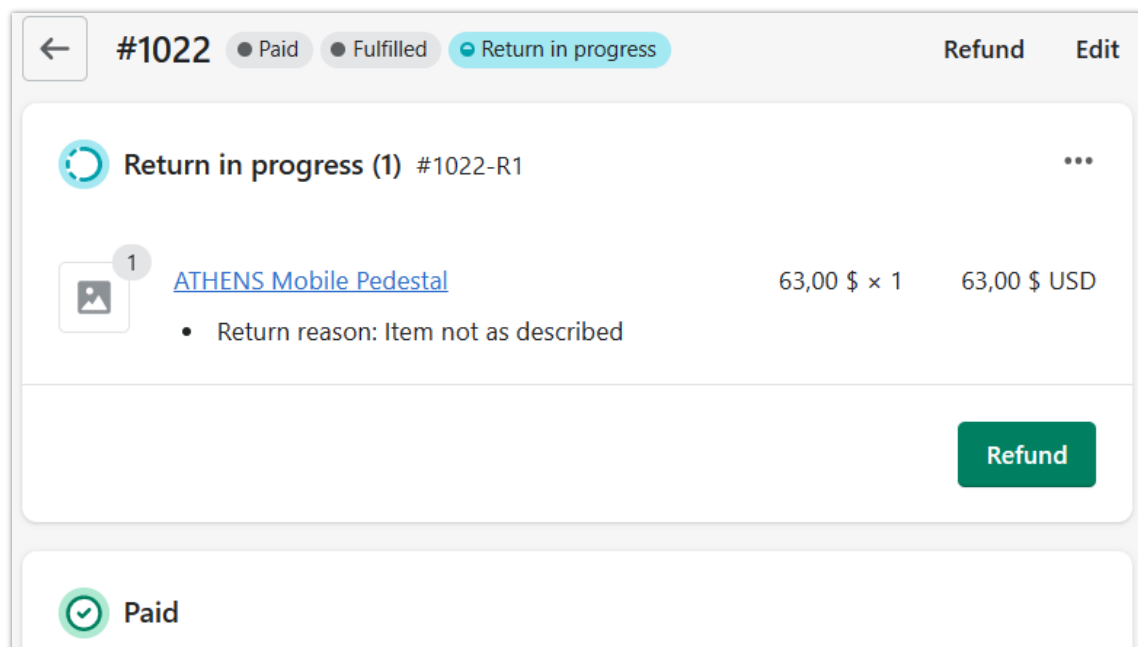 #1022 Paid Fulfilled Return in progress Refund Edit
Return in progress (1) #1022-R1
1
ATHENS Mobile Pedestal 63,00 $ × 1 63,00 $ USD
• Return reason: Item not as described
Refund
Paid